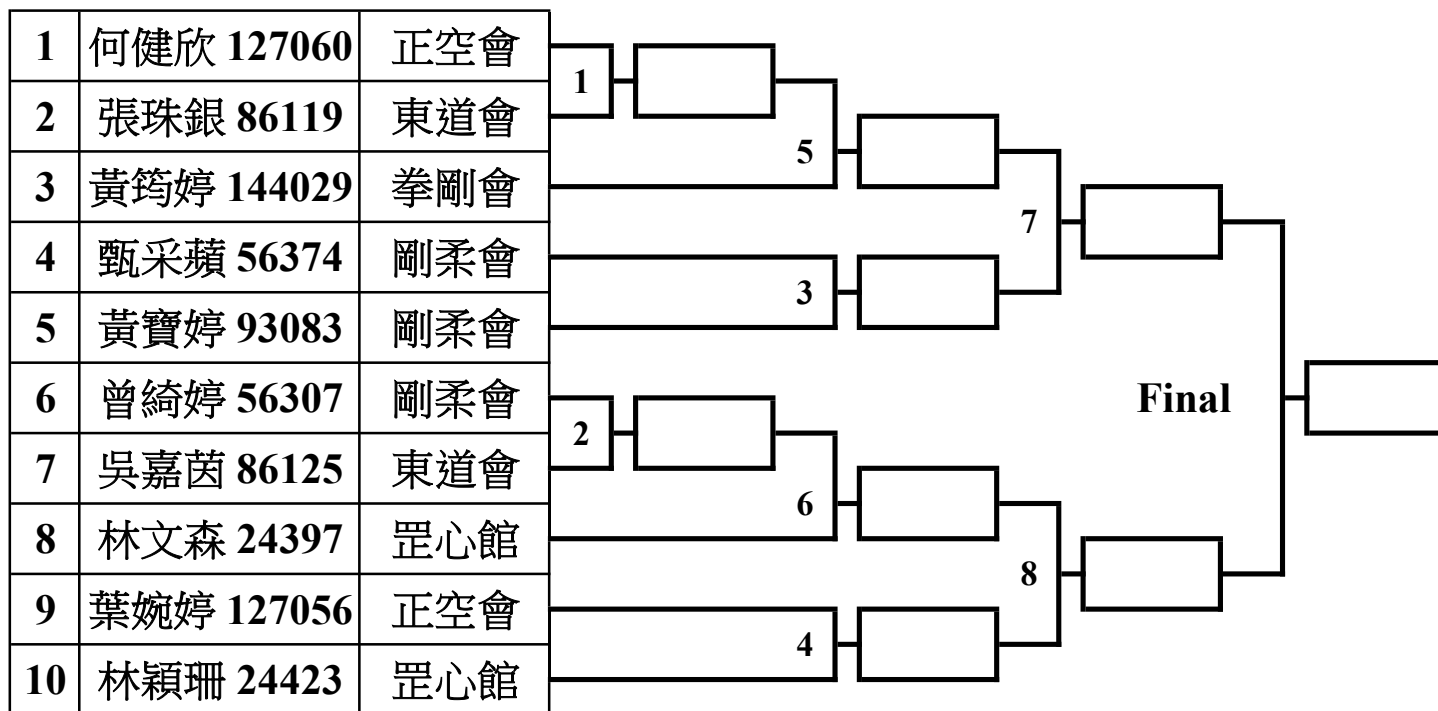 1 何健欣 127060 正空會
2 張珠銀 86119 東道會
3 黃筠婷 144029 拳剛會
4 甄采蘋 56374 剛柔會
5 黃寶婷 93083 剛柔會
6 曾綺婷 56307 剛柔會
7 吳嘉茵 86125 東道會
8 林文森 24397 罡心館
9 葉婉婷 127056 正空會
10 林穎珊 24423 罡心館
1
5
7
3
Final
2
6
8
4